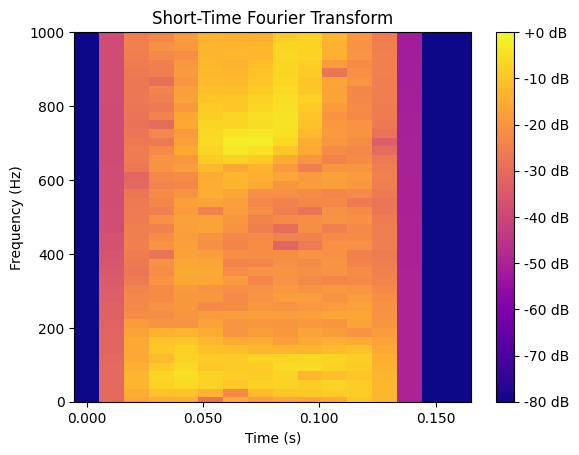 Short-Time Fourier Transform
1000
800
600
400
200
0
Frequency (Hz)
0.000
0.050
0.100
0.150
Time (s)
+0 dB
-10 dB
-20 dB
-30 dB
-40 dB
-50 dB
-60 dB
-70 dB
-80 dB